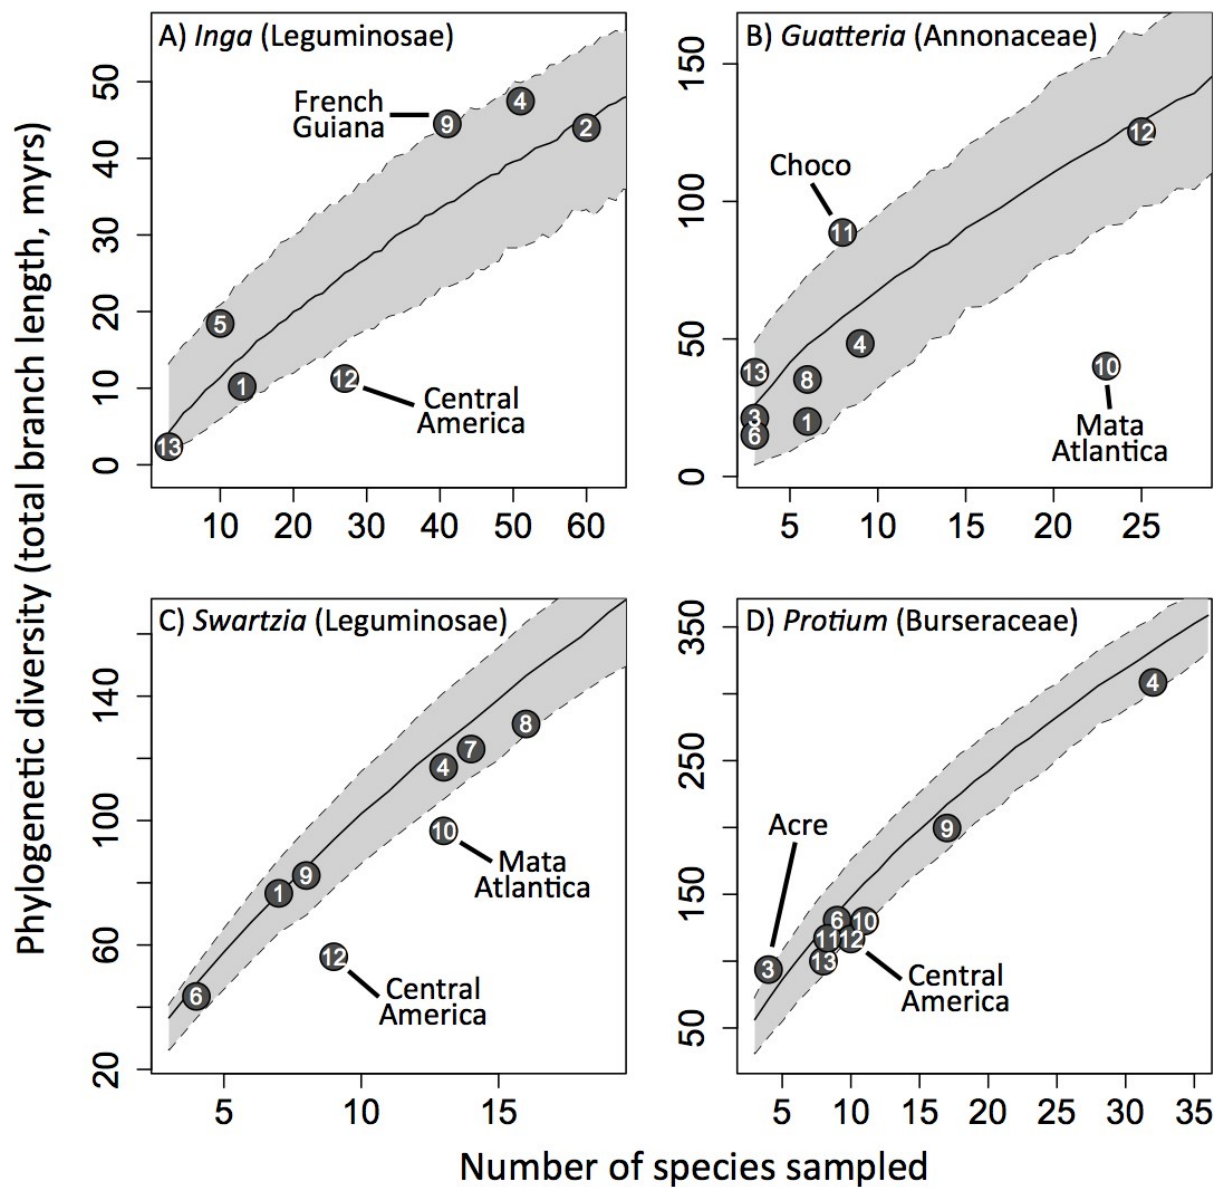 Phylogenetic diversity (total branch length, myrs)
A) Inga (Leguminosae)
50
40
30
20
10
0
French
Guiana
9
4
2
5
1
12
13
Central
America
10 20 30 40 50 60
B) Guatteria (Annonaceae)
150
100
50
0
Choco
11
12
4
13
8
10
3
6
1
Mata
Atlantica
5 10 15 20 25
C) Swartzia (Leguminosae)
140
100
60
20
8
7
4
10
9
1
12
6
Mata
Atlantica
Central
America
5 10 15
D) Protium (Burseraceae)
350
250
150
50
4
9
Acre
6
10
11
12
3
13
Central
America
5 10 15 20 25 30 35
Number of species sampled